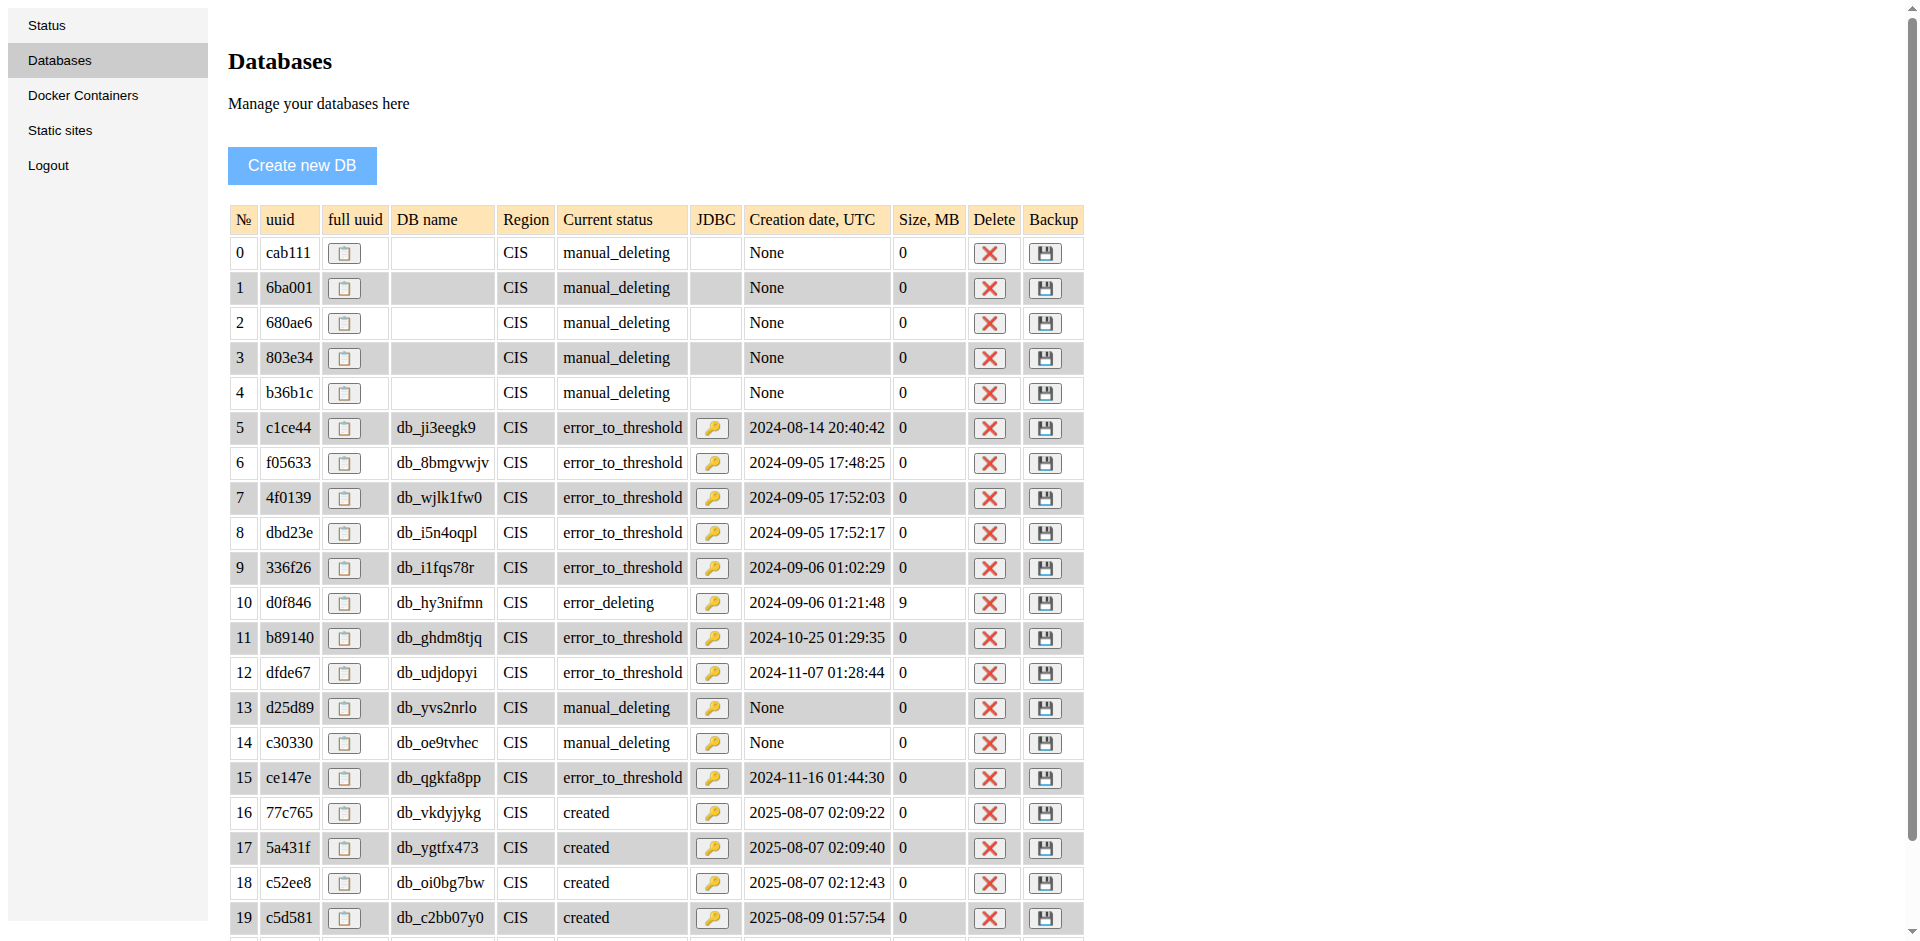 Status
Databases
Docker Containers
Static sites
Logout
Databases
Manage your databases here
Create new DB
№ uuid full uuid DB name Region Current status JDBC Creation date, UTC Size, MB Delete Backup
0 cab111 CIS manual_deleting None 0
1 6ba001 CIS manual_deleting None 0
2 680ae6 CIS manual_deleting None 0
3 803e34 CIS manual_deleting None 0
4 b36b1c CIS manual_deleting None 0
5 c1ce44 db_ji3eegk9 CIS error_to_threshold 2024-08-14 20:40:42 0
6 f05633 db_8bmgvwjv CIS error_to_threshold 2024-09-05 17:48:25 0
7 4f0139 db_wjlk1fw0 CIS error_to_threshold 2024-09-05 17:52:03 0
8 dbd23e db_i5n4oqpl CIS error_to_threshold 2024-09-05 17:52:17 0
9 336f26 db_i1fqs78r CIS error_to_threshold 2024-09-06 01:02:29 0
10 d0f846 db_hy3nifmn CIS error_deleting 2024-09-06 01:21:48 9
11 b89140 db_ghdm8tjq CIS error_to_threshold 2024-10-25 01:29:35 0
12 dfde67 db_udjdopyi CIS error_to_threshold 2024-11-07 01:28:44 0
13 d25d89 db_yvs2nrlo CIS manual_deleting None 0
14 c30330 db_oe9tvhec CIS manual_deleting None 0
15 ce147e db_qgkfa8pp CIS error_to_threshold 2024-11-16 01:44:30 0
16 77c765 db_vkdyjykg CIS created 2025-08-07 02:09:22 0
17 5a431f db_ygtfx473 CIS created 2025-08-07 02:09:40 0
18 c52ee8 db_oi0bg7bw CIS created 2025-08-07 02:12:43 0
19 c5d581 db_c2bb07y0 CIS created 2025-08-09 01:57:54 0